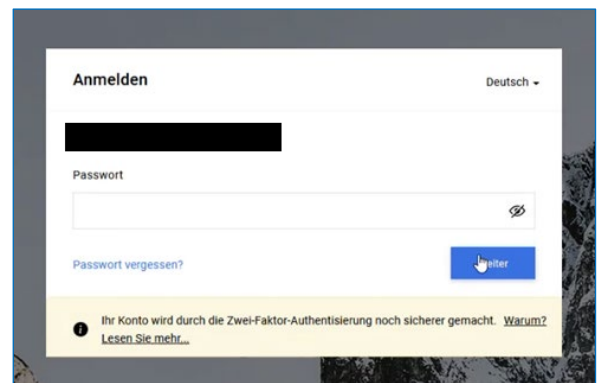 Anmelden
Deutsch
Passwort
Passwort vergessen?
Ihr Konto wird durch die Zwei-Faktor-Authentisierung noch sicherer gemacht. Warum?
Lesen Sie mehr...